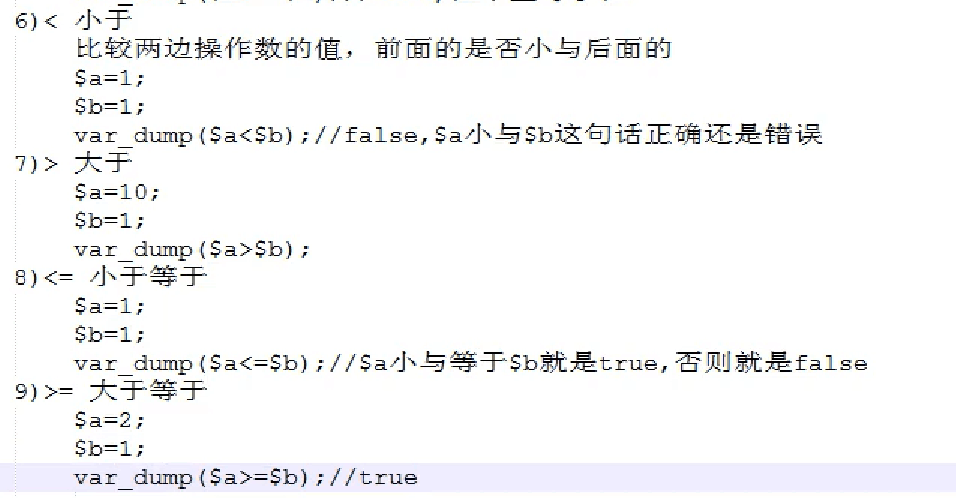 6)< 小于
比较两边操作数的值，前面的是否小与后面的
$a=1;
$b=1;
var_dump($a<$b);//false,$a小与$b这句话正确还是错误
7)> 大于
$a=10;
$b=1;
var_dump($a>$b);
8)<= 小于等于
$a=1;
$b=1;
var_dump($a<=$b);//$a小与等于$b就是true,否则就是false
9)>= 大于等于
$a=2;
$b=1;
var_dump($a>=$b);//true